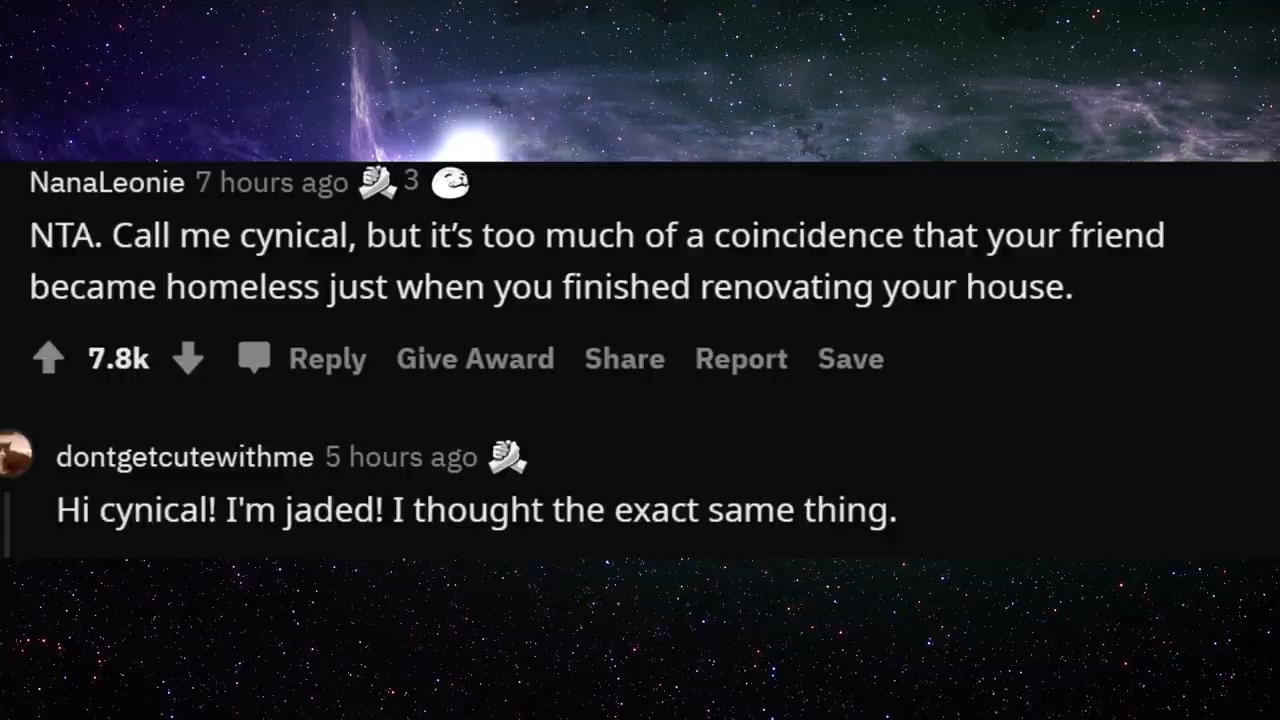 NanaLeonie 7 hours ago 3
NTA. Call me cynical, but it’s too much of a coincidence that your friend
became homeless just when you finished renovating your house.
7.8k Reply Give Award Share Report Save
dontgetcutewithme 5 hours ago
Hi cynical! I'm jaded! I thought the exact same thing.